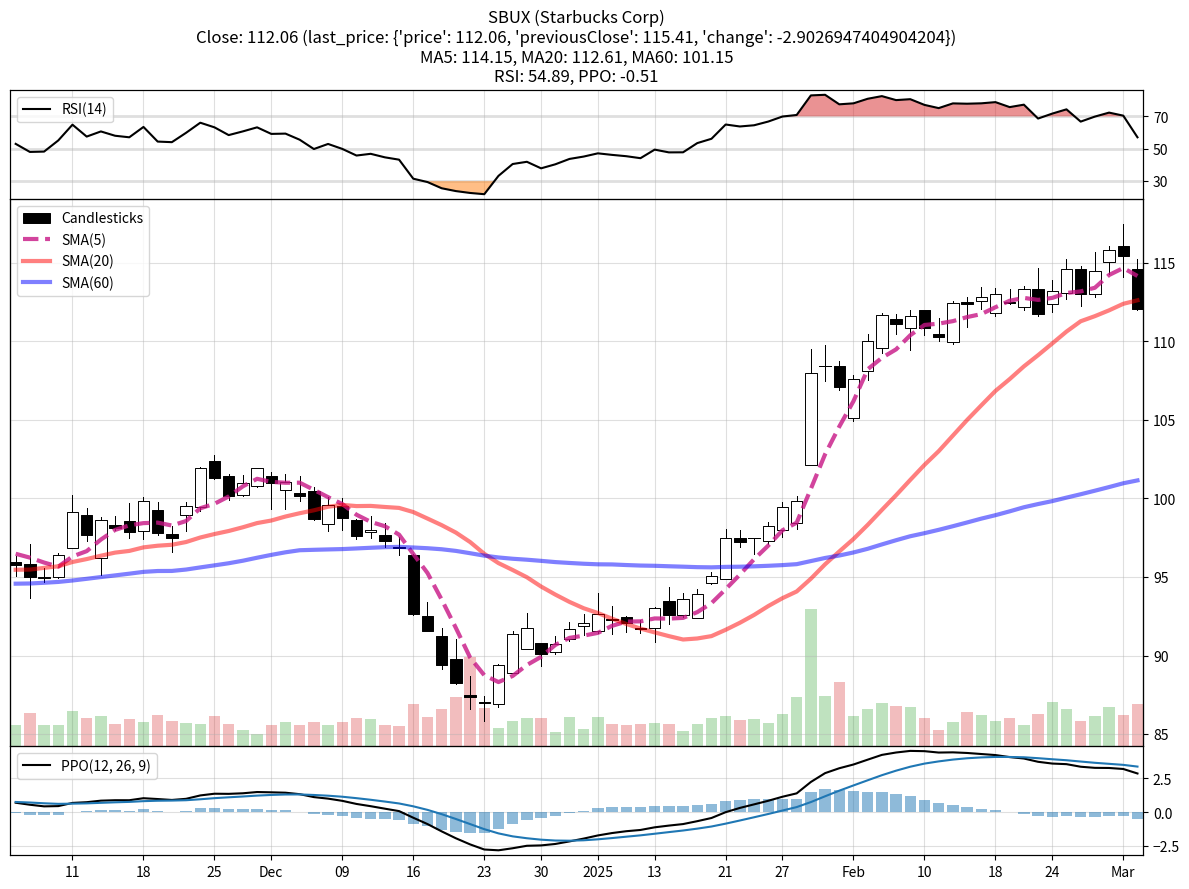 SBUX (Starbucks Corp)
Close: 112.06 (last_price: {'price': 112.06, 'previousClose': 115.41, 'change': -2.9026947404904204})
MA5: 114.15, MA20: 112.61, MA60: 101.15
RSI: 54.89, PPO: -0.51
RSI(14)
70
50
30
Candlesticks
SMA(5)
SMA(20)
SMA(60)
115
110
105
100
95
90
85
PPO(12, 26, 9)
2.5
0.0
−2.5
11 18 25 Dec 09 16 23 30 2025 13 21 27 Feb 10 18 24 Mar